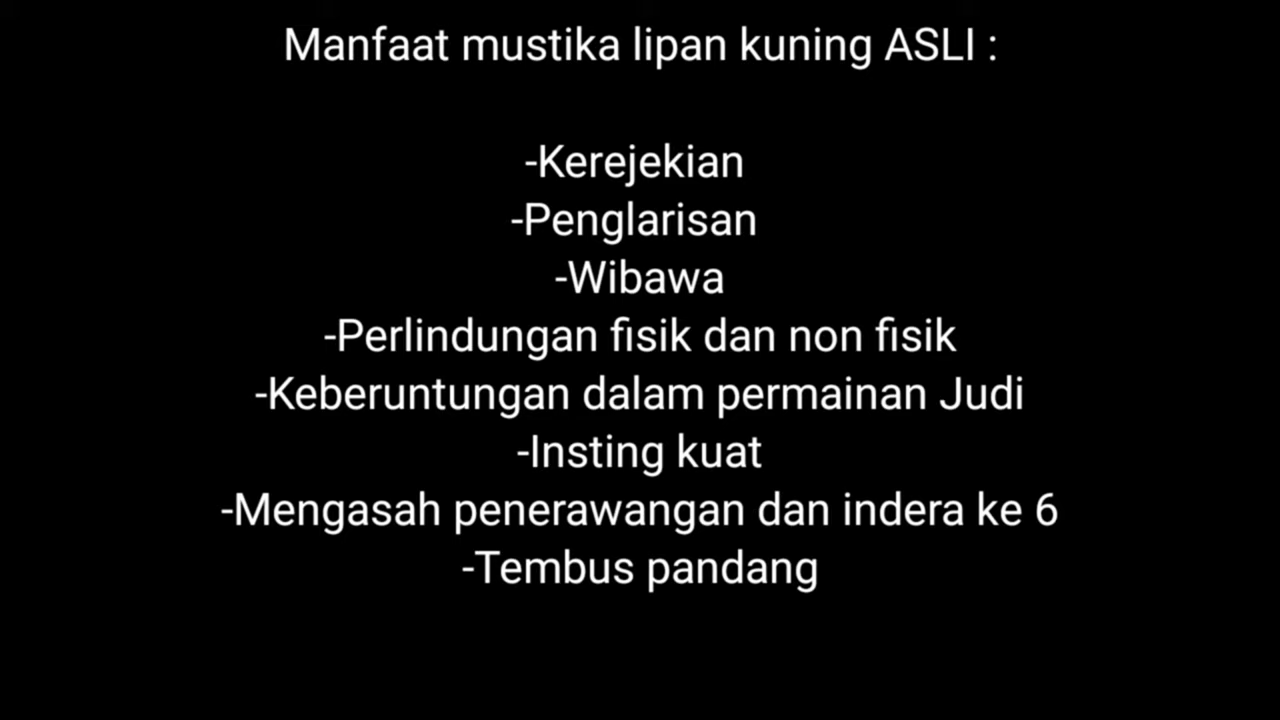 Manfaat mustika lipan kuning ASLI :
-Kerejekian
-Penglarisan
-Wibawa
-Perlindungan fisik dan non fisik
-Keberuntungan dalam permainan Judi
-Insting kuat
-Mengasah penerawangan dan indera ke 6
-Tembus pandang